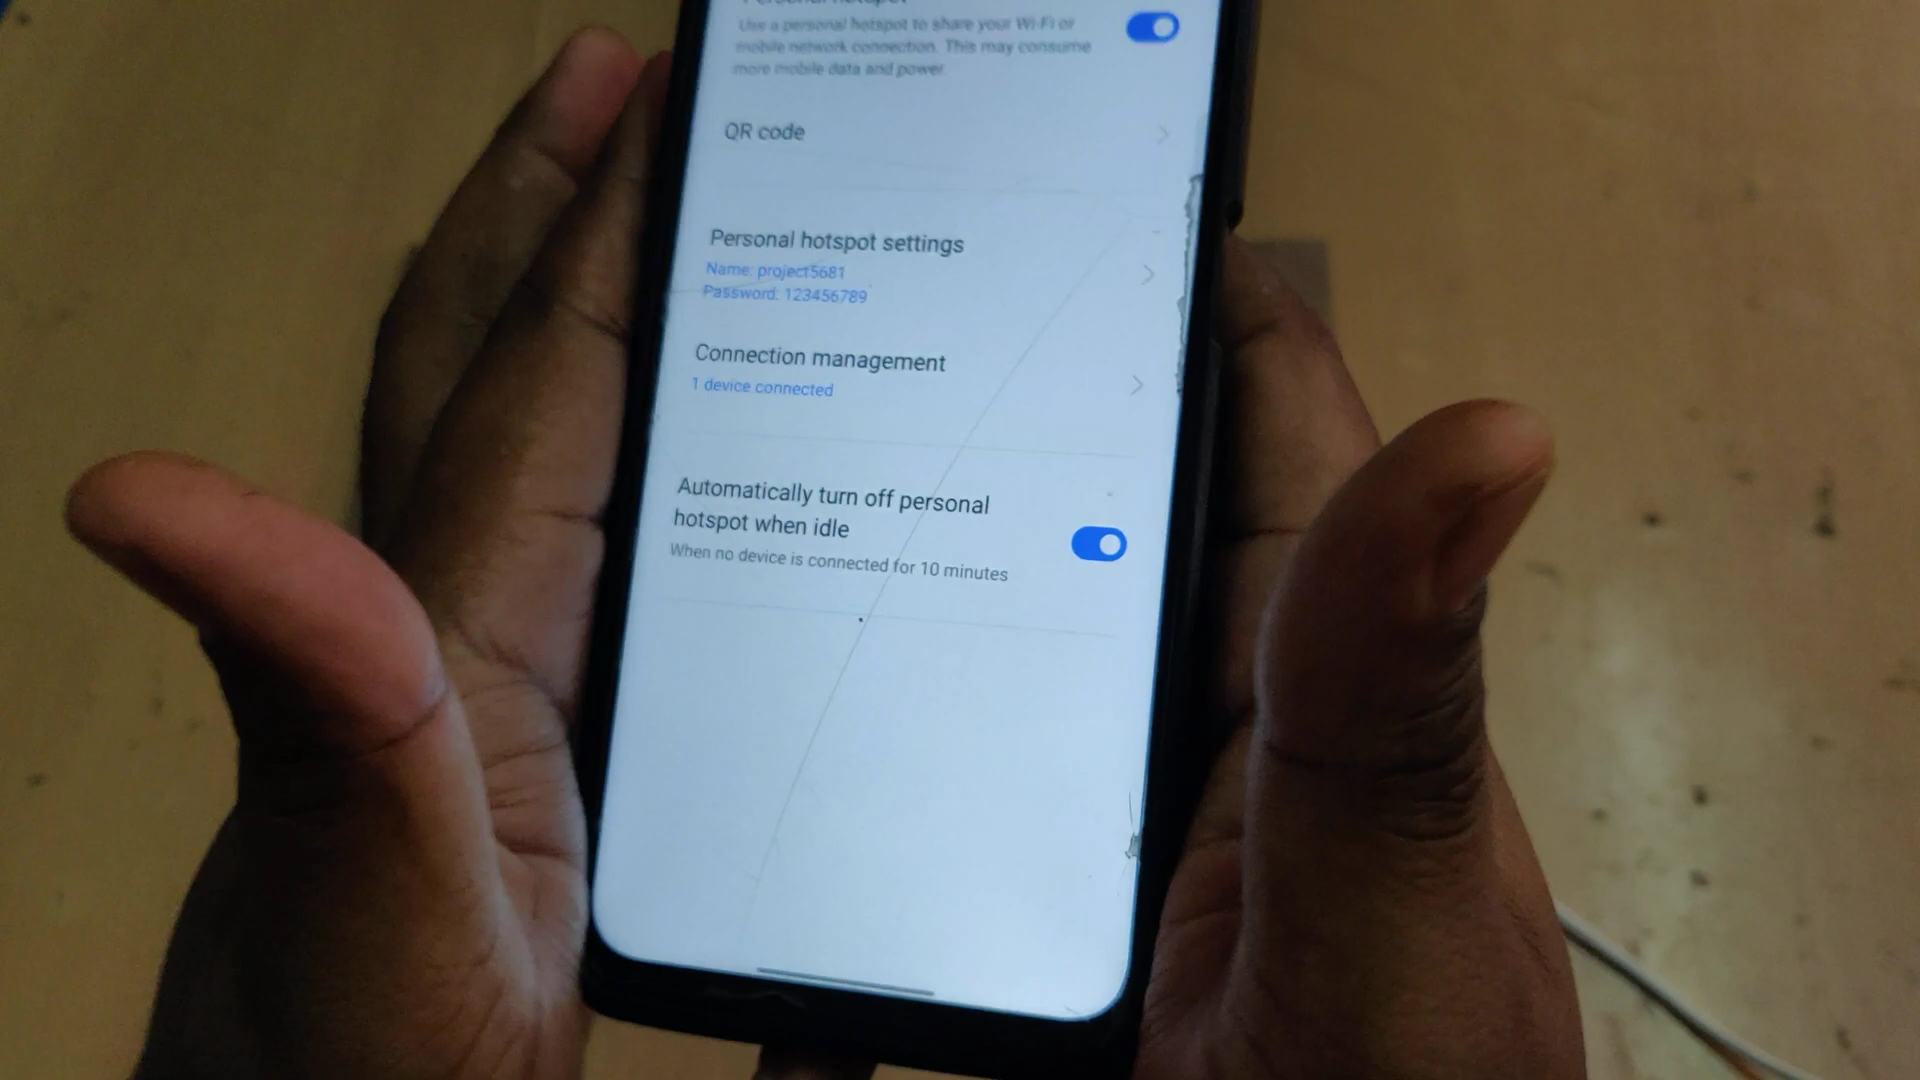 Personal hotspot
Use a personal hotspot to share your Wi-Fi or
mobile network connection. This may consume
more mobile data and power.
QR code
Personal hotspot settings
Name: project5681
Password: 123456789
Connection management
1 device connected
Automatically turn off personal
hotspot when idle
When no device is connected for 10 minutes